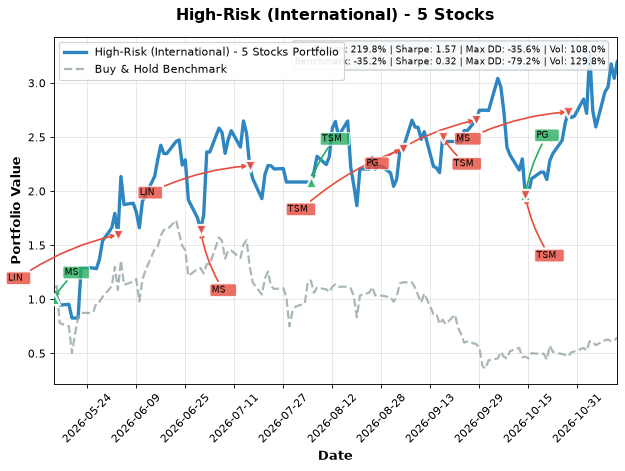 High-Risk (International) - 5 Stocks
High-Risk (International) - 5 Stocks Portfolio
Buy & Hold Benchmark
: 219.8% | Sharpe: 1.57 | Max DD: -35.6% | Vol: 108.0%
Benchmark: -35.2% | Sharpe: 0.32 | Max DD: -79.2% | Vol: 129.8%
Portfolio Value
3.0
2.5
2.0
1.5
1.0
0.5
TSM
PG
MS
PG
TSM
LIN
TSM
LIN
MS
MS
TSM
2026-05-24
2026-06-09
2026-06-25
2026-07-11
2026-07-27
2026-08-12
2026-08-28
2026-09-13
2026-09-29
2026-10-15
2026-10-31
Date